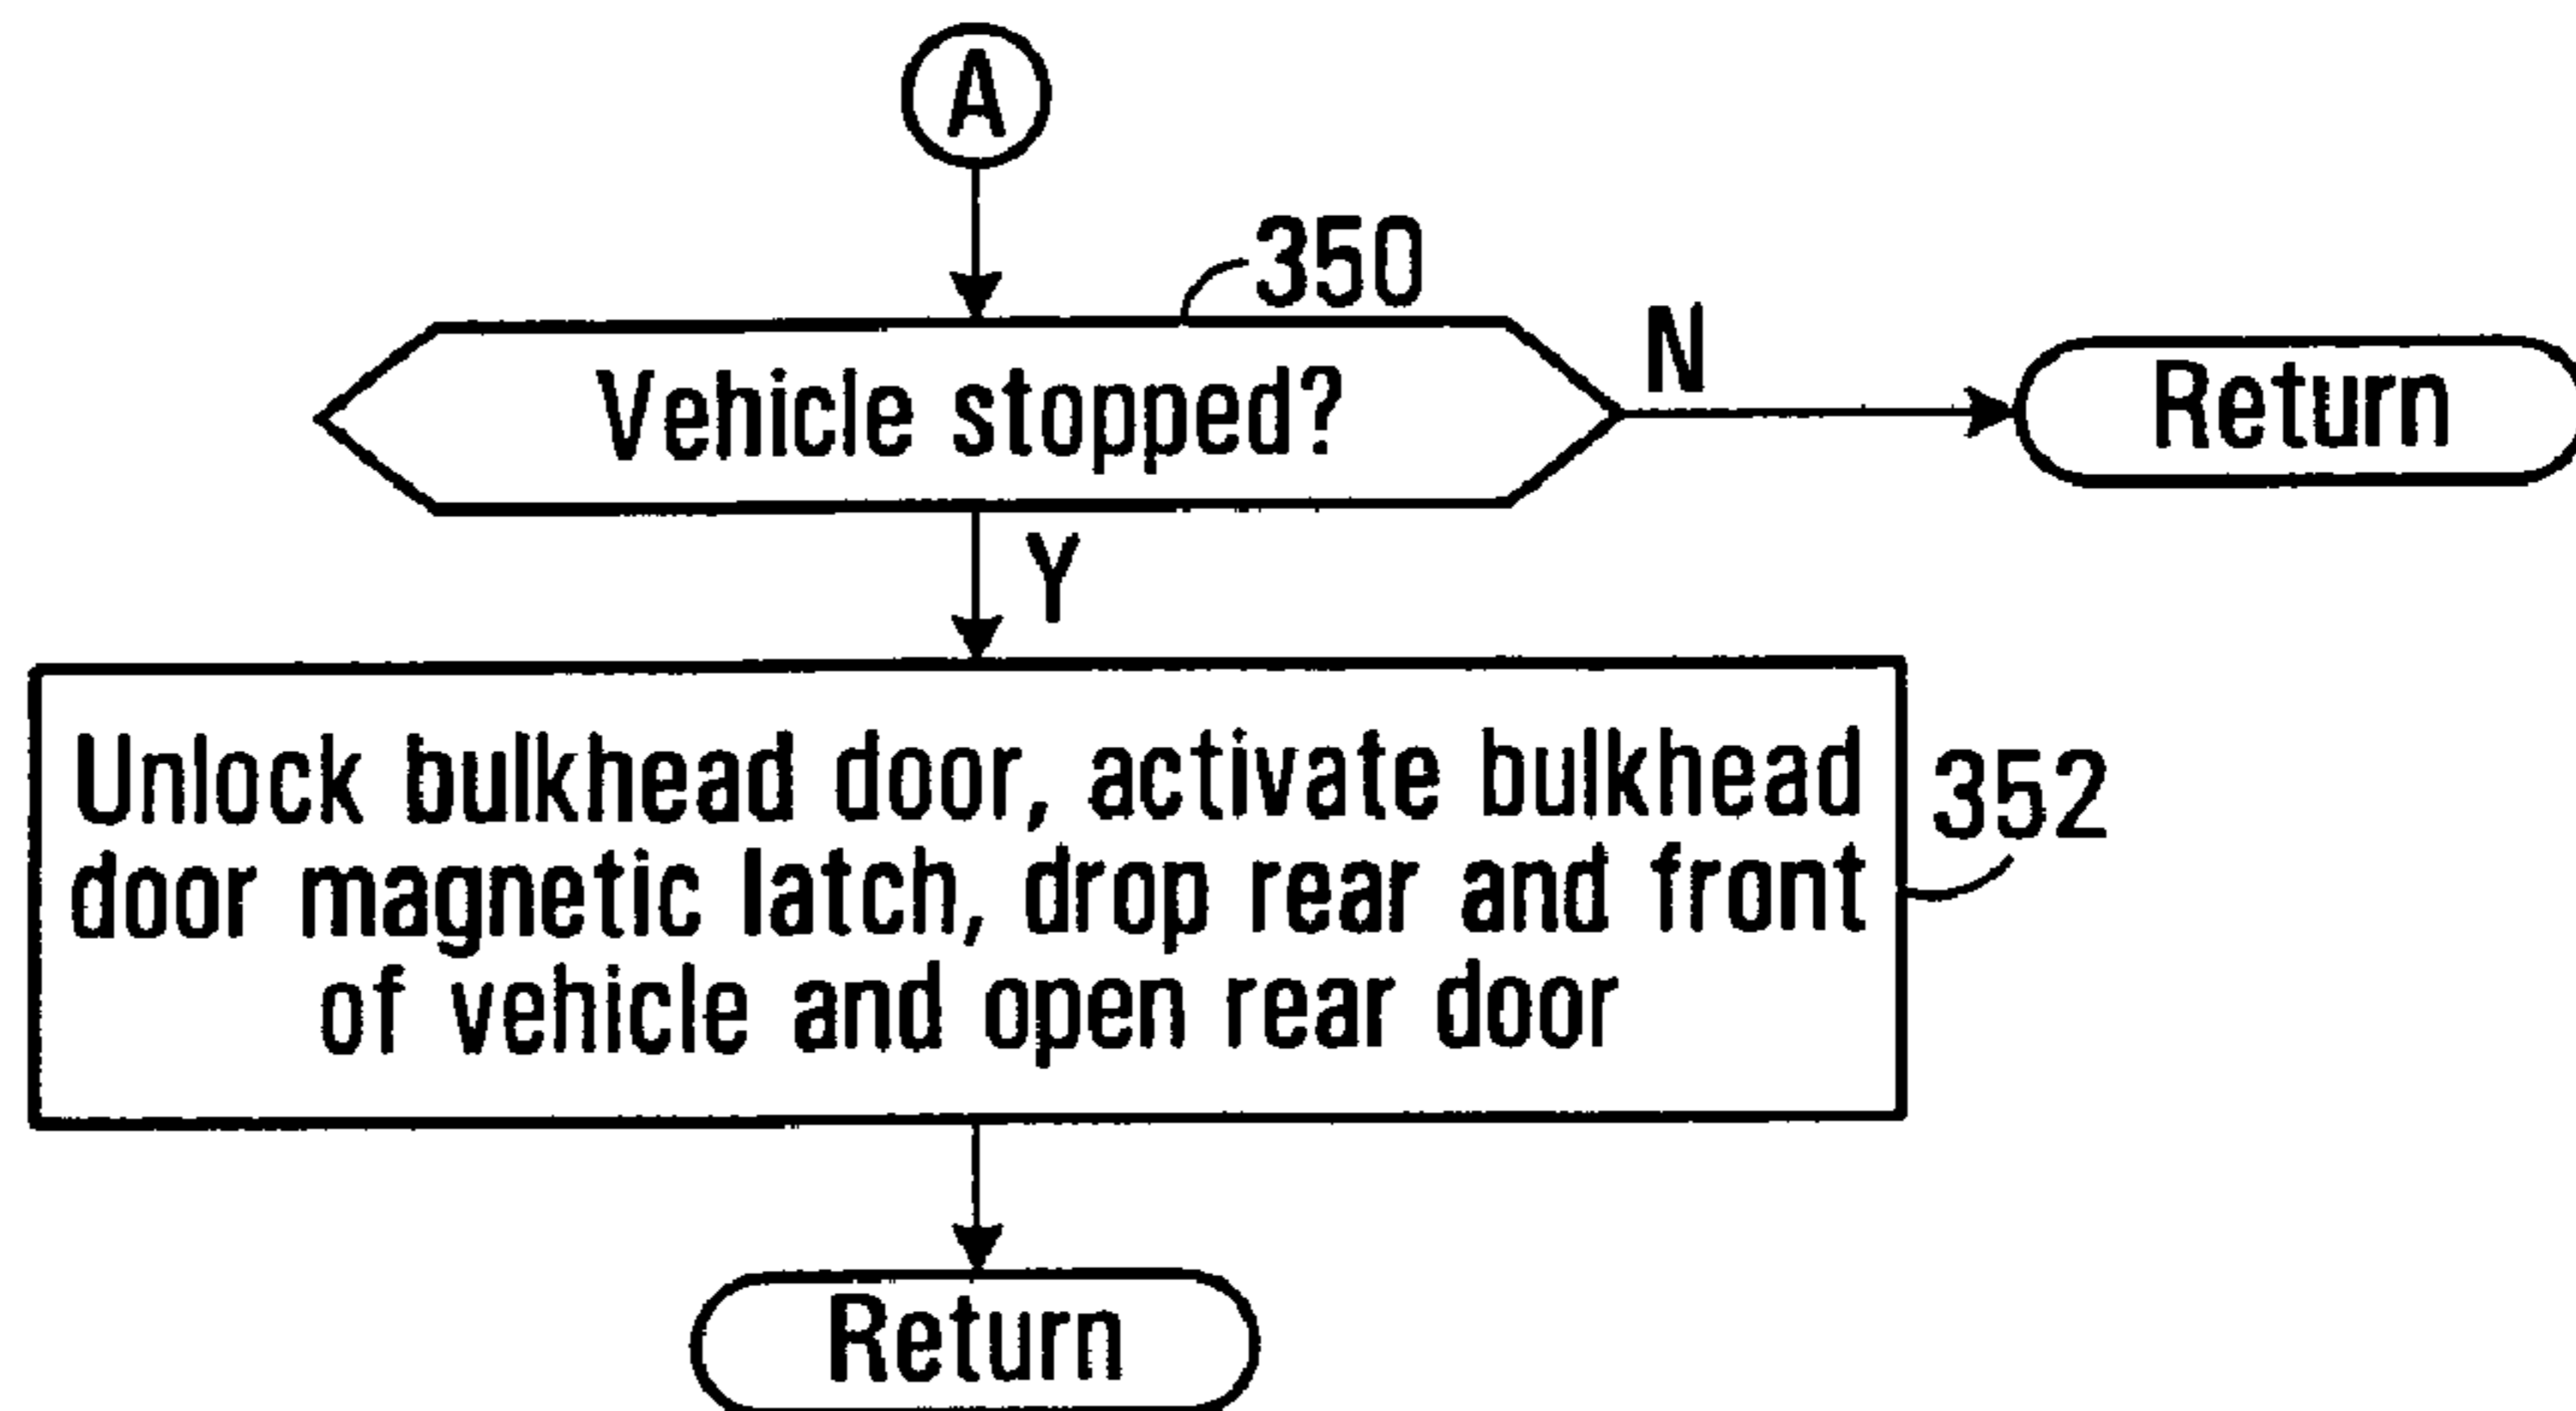 A
350
Vehicle stopped?
N
Return
Y
Unlock bulkhead door, activate bulkhead
door magnetic latch, drop rear and front
of vehicle and open rear door
352
Return